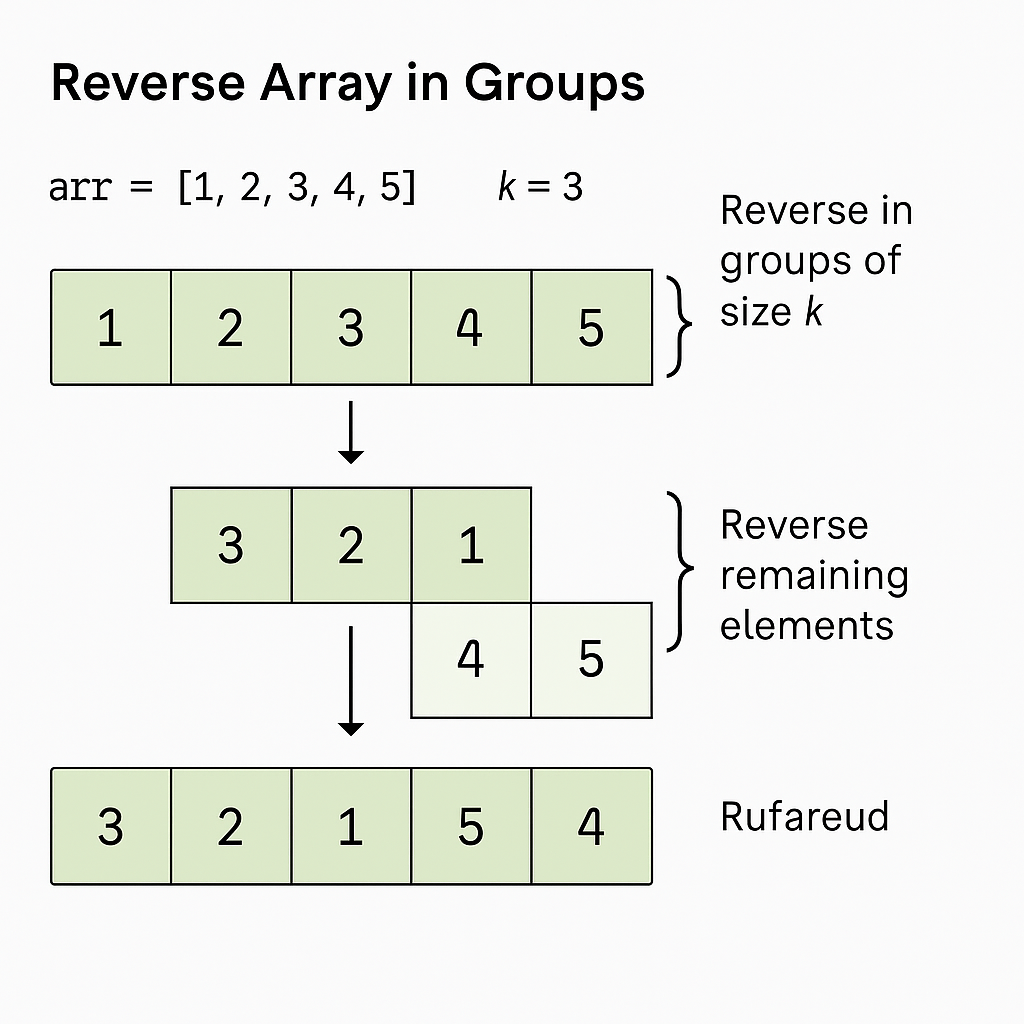 Reverse Array in Groups
arr = [1, 2, 3, 4, 5] k = 3
Reverse in
groups of
size k
1 2 3 4 5
3 2 1
Reverse
remaining
elements
4 5
3 2 1 5 4
Rufareud